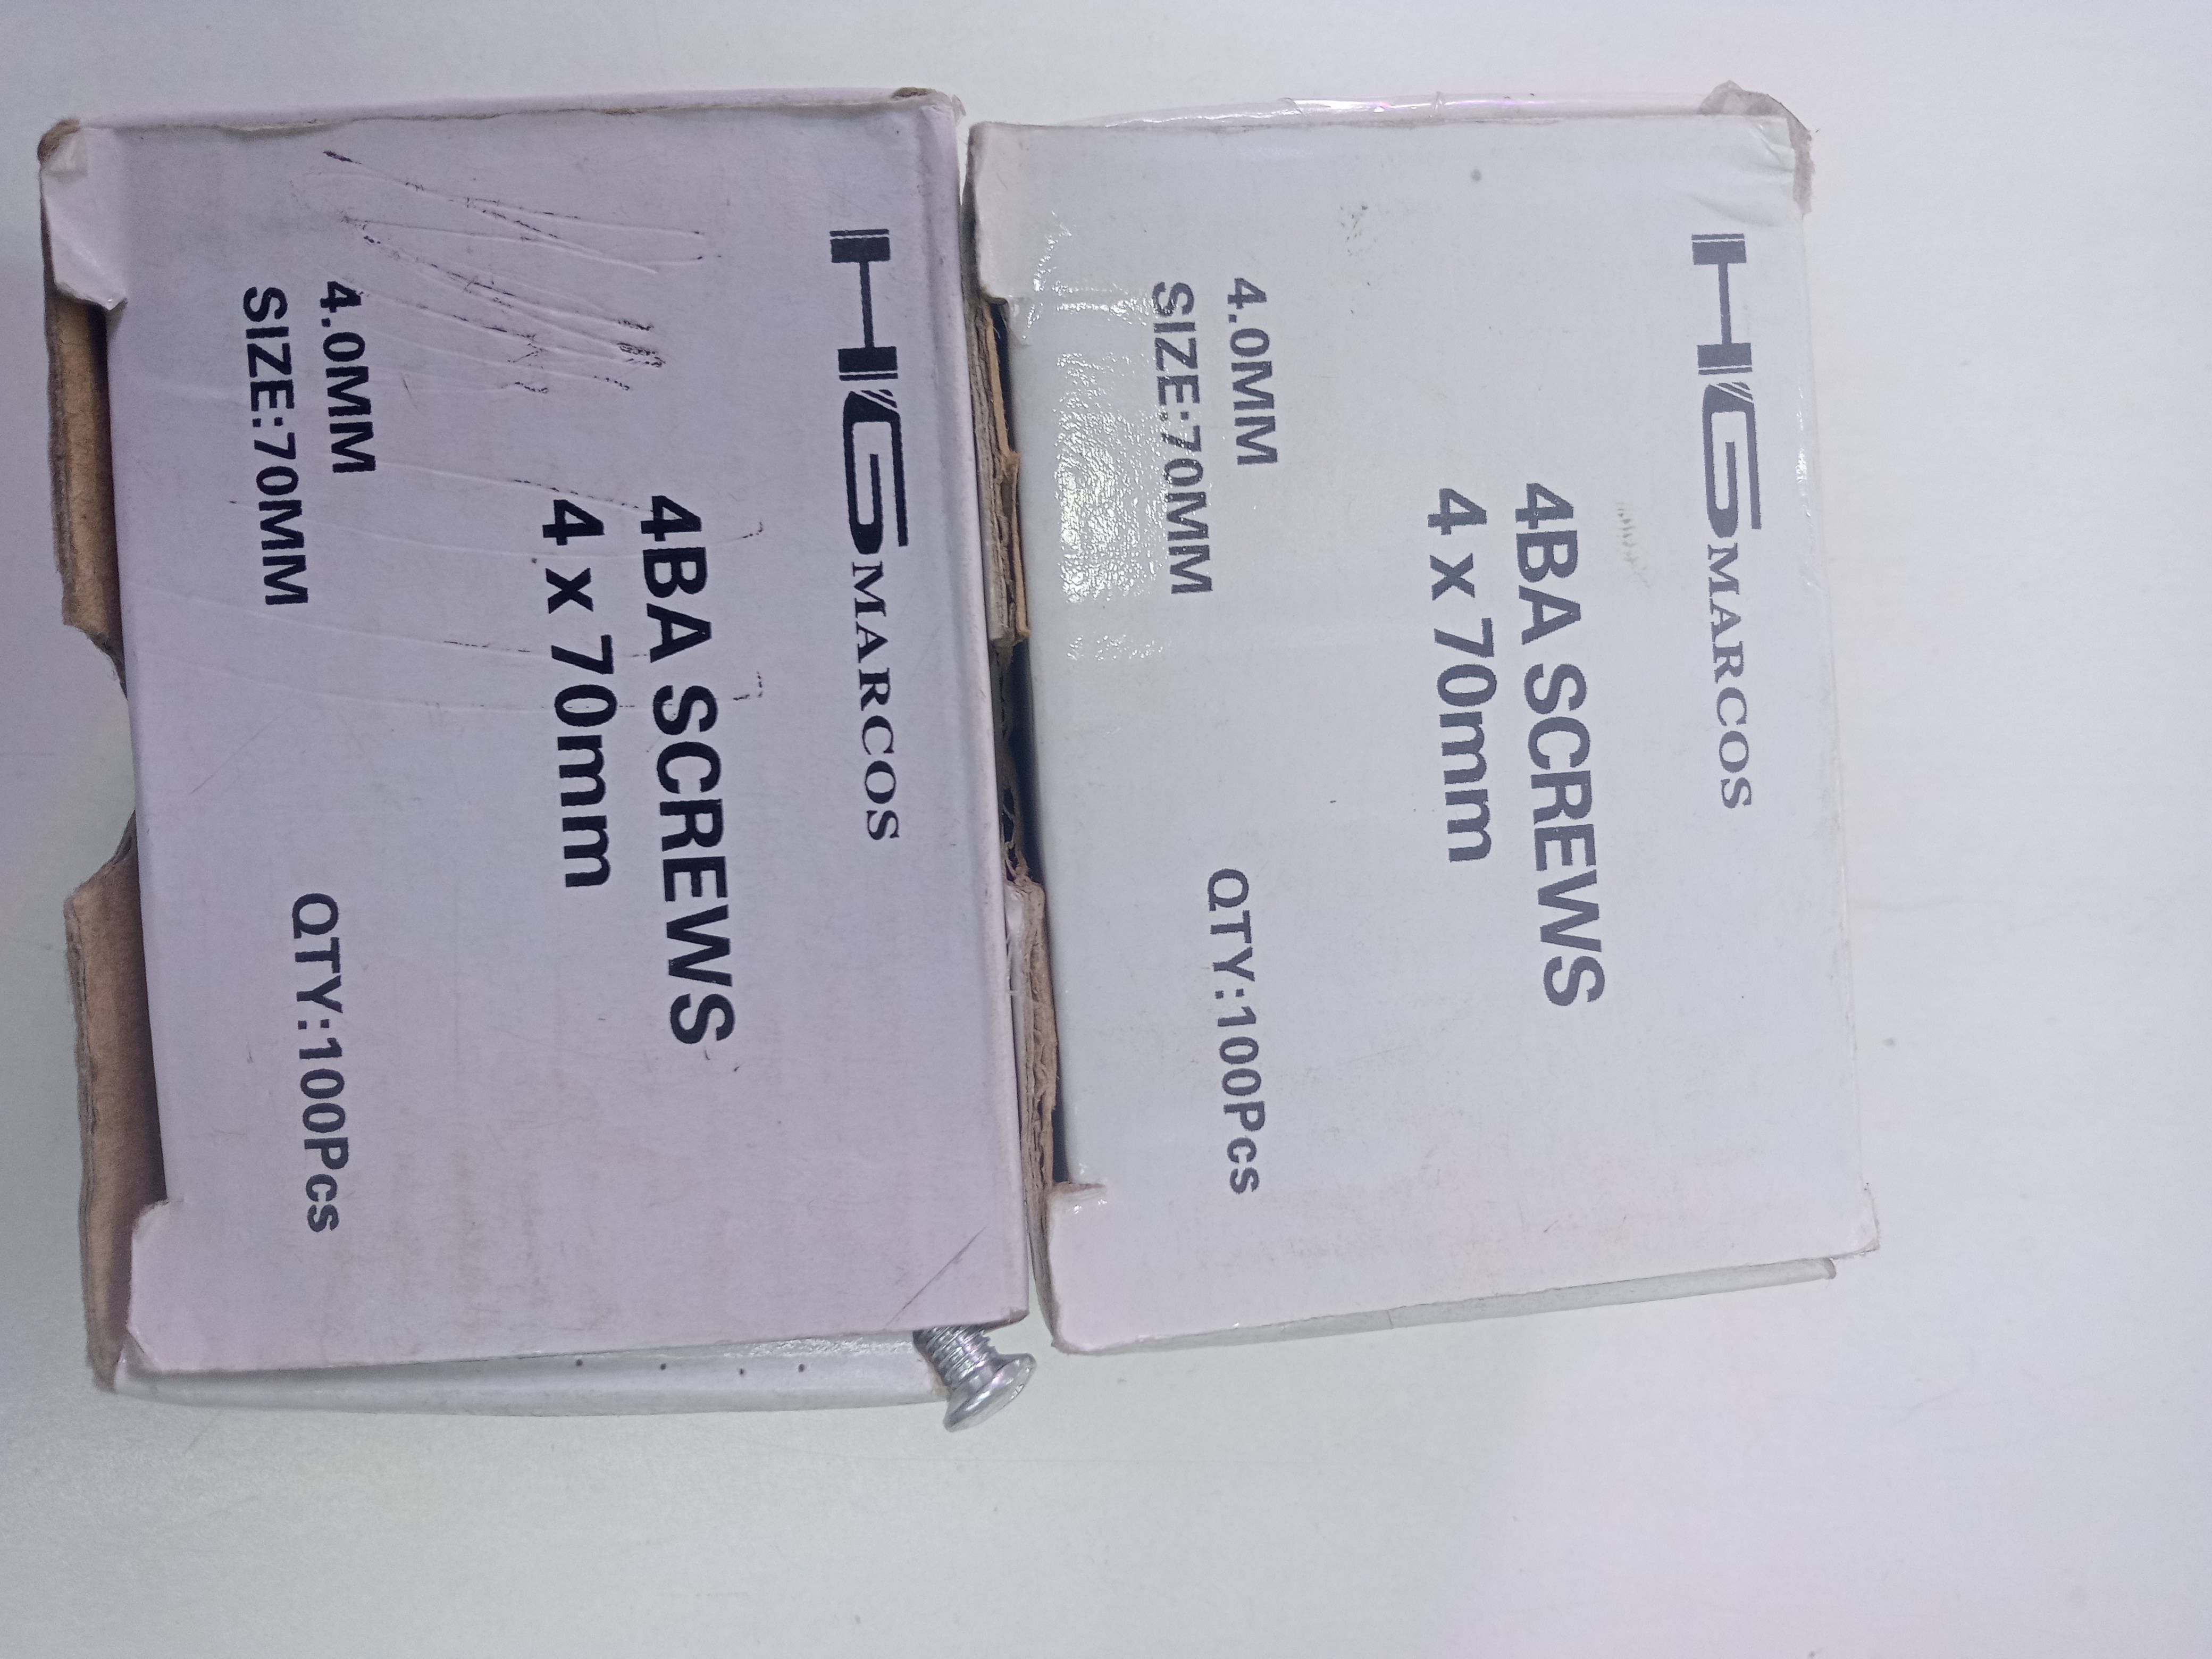 HG MARCOS
4BA SCREWS
4 x 70mm
4.0MM
SIZE:70MM
QTY:100Pcs
HG MARCOS
4BA SCREWS
4 x 70mm
4.0MM
SIZE:70MM
QTY:100Pcs